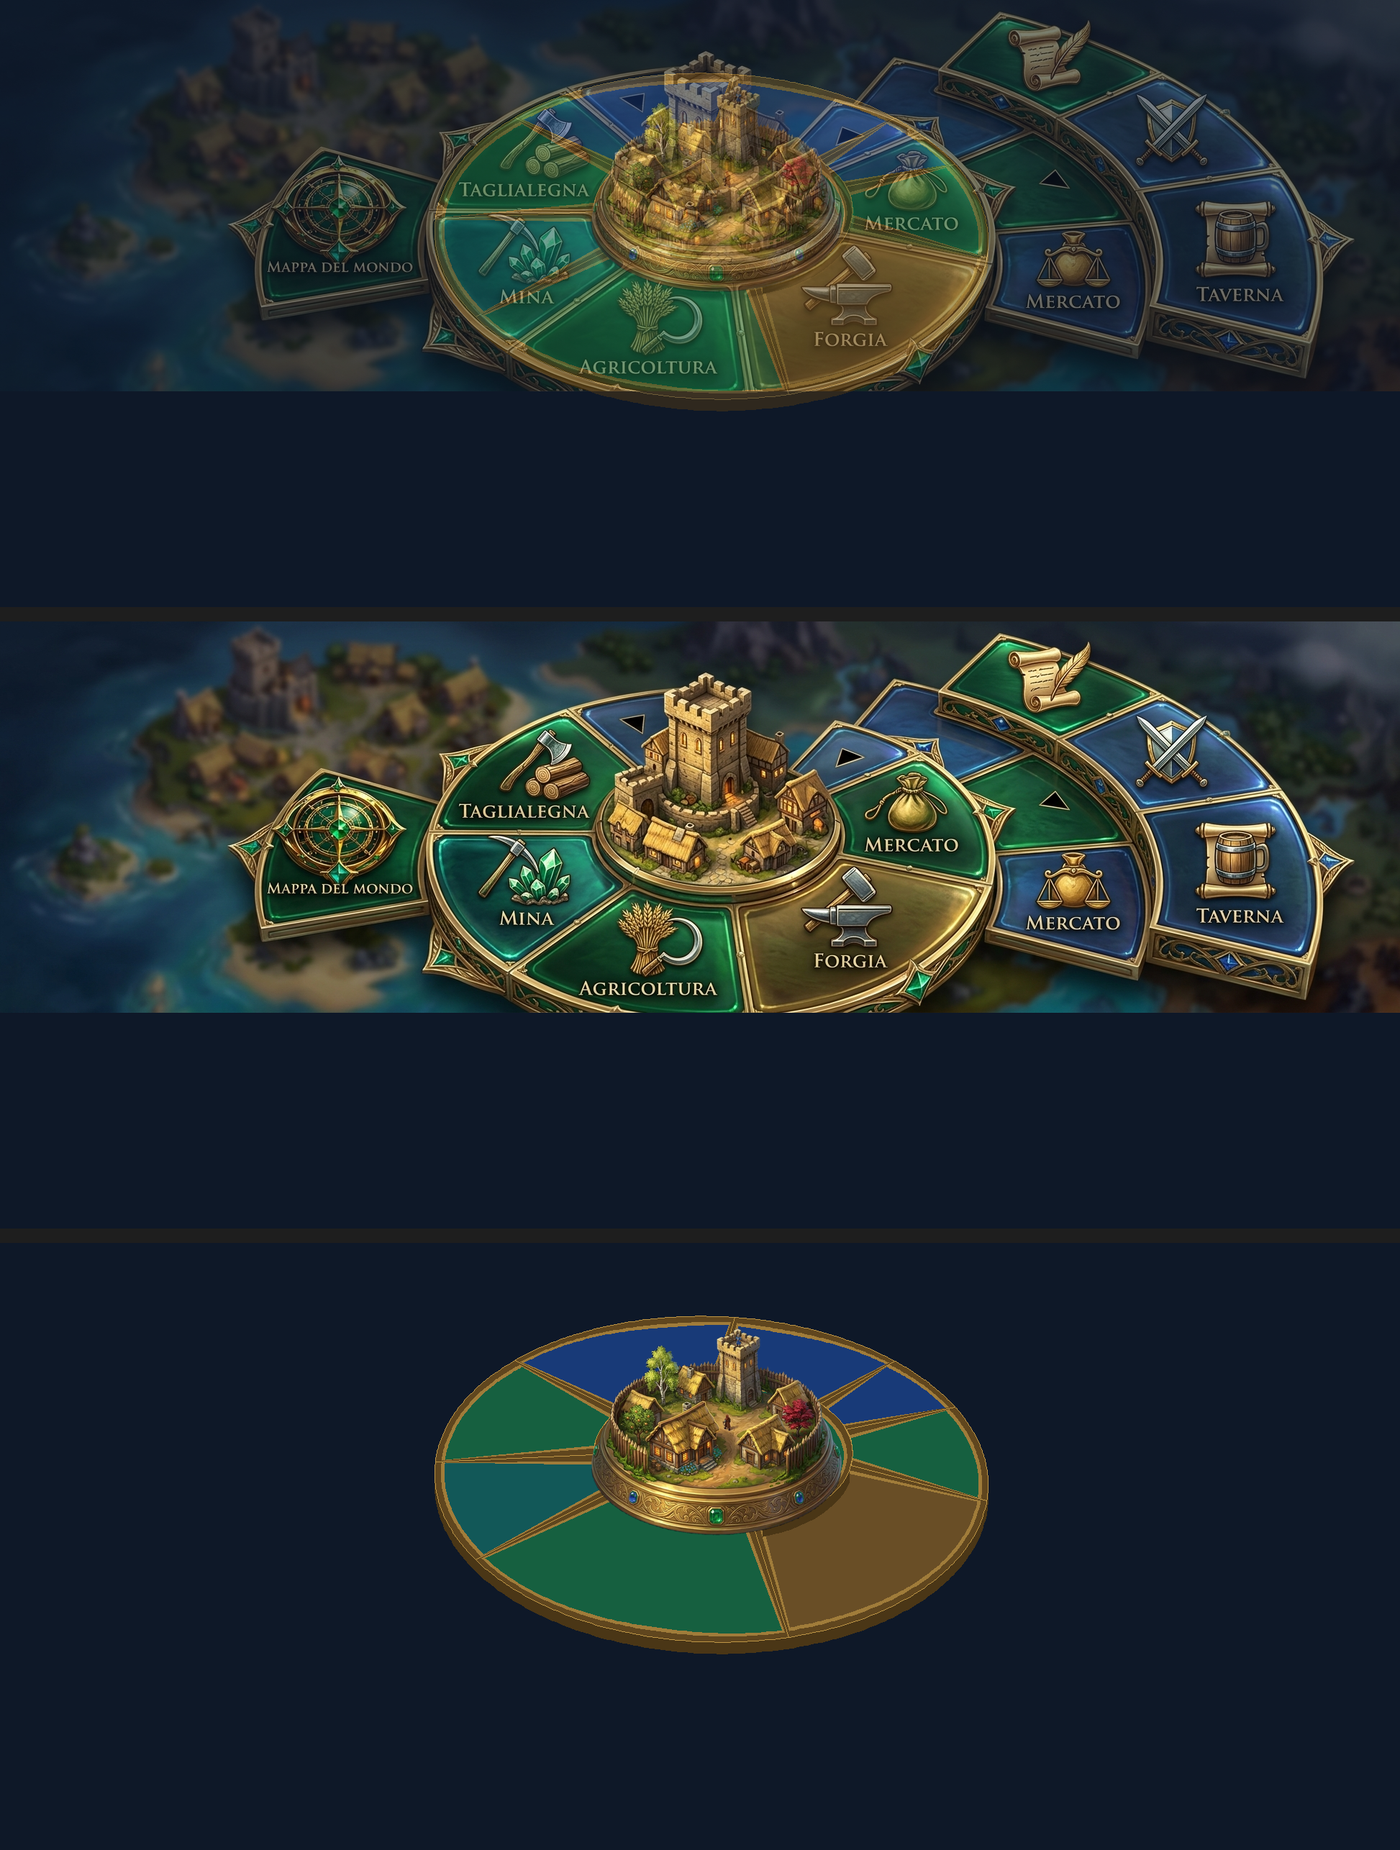 TAGLIALEGNA
MERCATO
MAPPA DEL MONDO
MINA
MERCATO
TAVERNA
FORGIA
AGRICOLTURA
TAGLIALEGNA
MERCATO
MAPPA DEL MONDO
MINA
MERCATO
TAVERNA
FORGIA
AGRICOLTURA